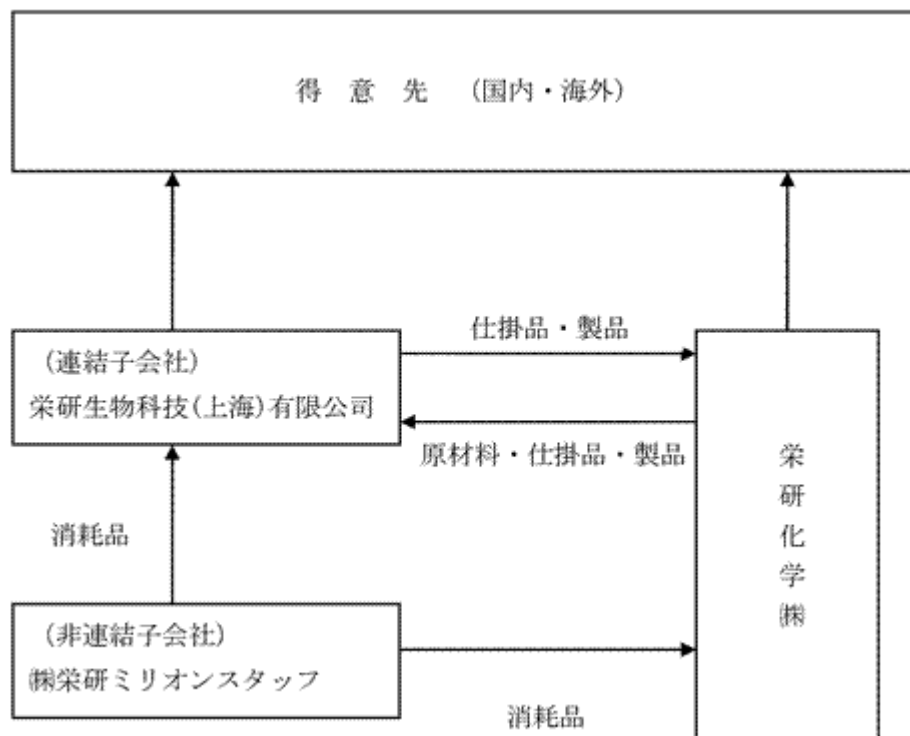 得 意 先 (国内・海外)
仕掛品・製品
(連結子会社)
栄研生物科技(上海)有限公司
原材料・仕掛品・製品
栄研化学㈱
消耗品
(非連結子会社)
㈱栄研ミリオンスタッフ
消耗品